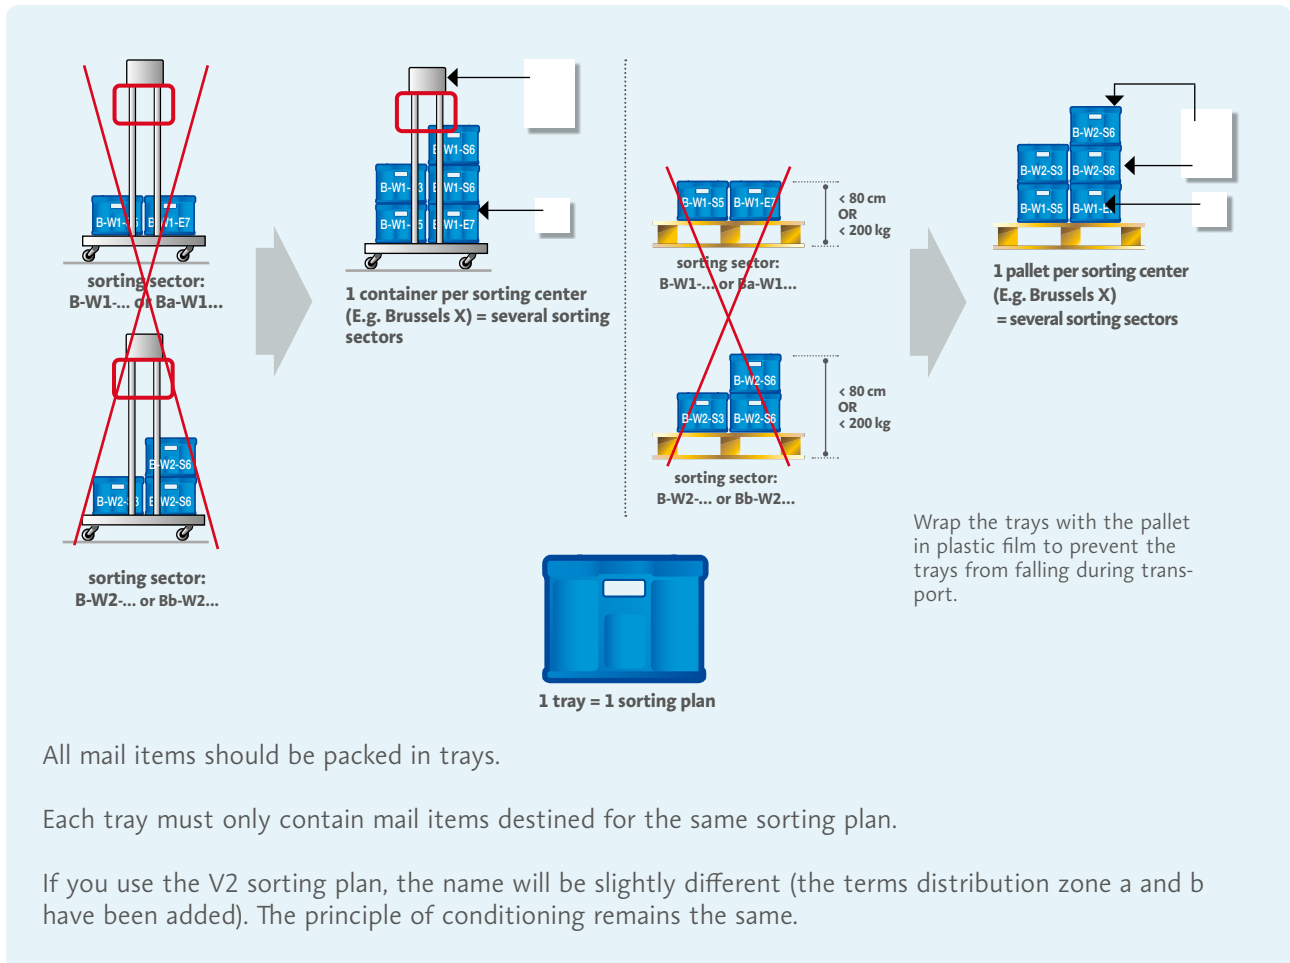 B-W1-
W1-E7
sorting sector:
B-W1-... or Ba-W1...
B-W2-S6
B-W2-
W2-S6
sorting sector:
B-W2-... or Bb-W2...
B-W1-S6
B-W1-
W1-S6
B-W1-
W1-E7
1 container per sorting center
(E.g. Brussels X) = several sorting
sectors
B-W1-S5
B-W1-E7
< 80 cm
OR
< 200 kg
sorting sector:
B-W1-... or Ba-W1...
B-W2-S6
B-W2-S3
B-W2-S6
< 80 cm
OR
< 200 kg
sorting sector:
B-W2-... or Bb-W2...
B-W2-S6
B-W2-S3
B-W2-S6
B-W1-S5
B-W1-E7
1 pallet per sorting center
(E.g. Brussels X)
= several sorting sectors
Wrap the trays with the pallet
in plastic film to prevent the
trays from falling during trans-
port.
1 tray = 1 sorting plan
All mail items should be packed in trays.
Each tray must only contain mail items destined for the same sorting plan.
If you use the V2 sorting plan, the name will be slightly different (the terms distribution zone a and b
have been added). The principle of conditioning remains the same.